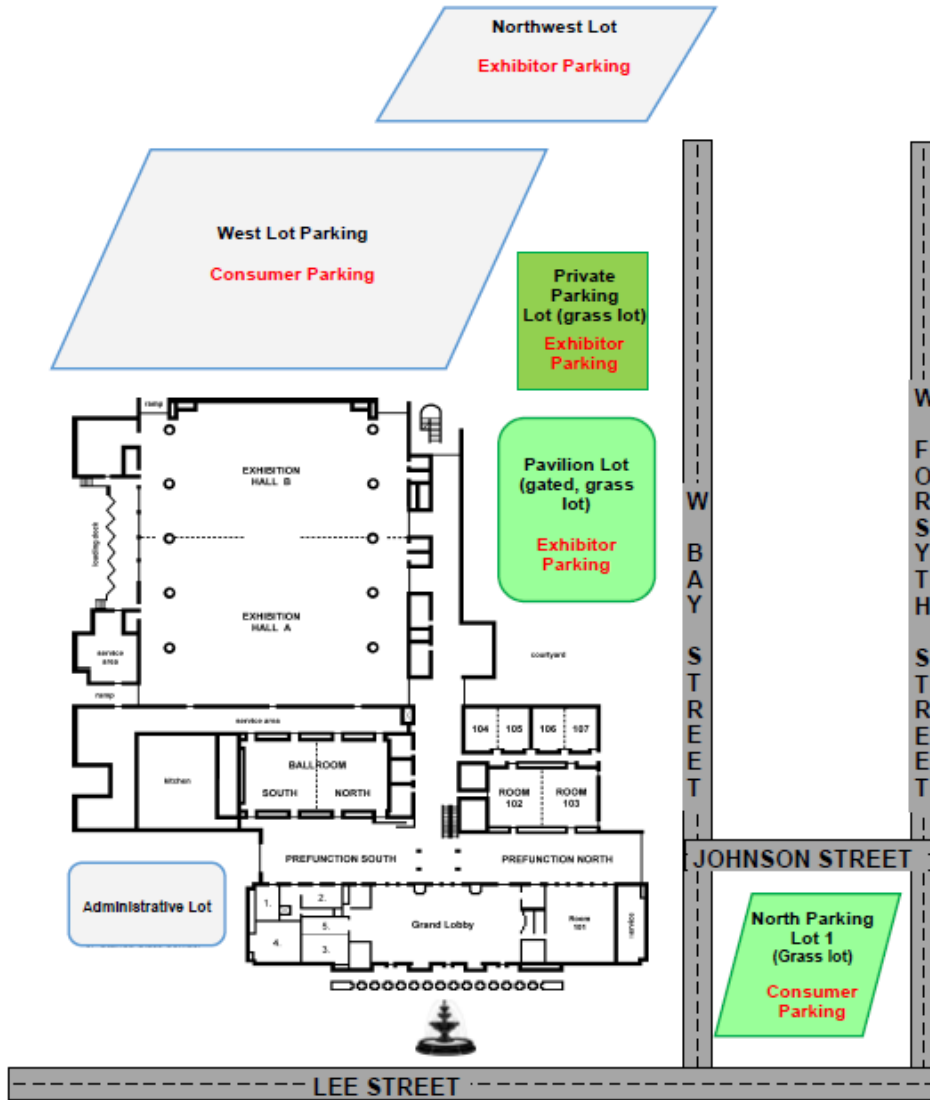 Northwest Lot
Exhibitor Parking
West Lot Parking
Consumer Parking
Private
Parking
Lot (grass lot)
Exhibitor
Parking
ramp
EXHIBITION
HALL B
Pavilion Lot
(gated, grass
lot)
Exhibitor
Parking
loading dock
EXHIBITION
HALL A
service
area
courtyard
ramp
service area
104
105
106
107
kitchen
BALLROOM
SOUTH
NORTH
ROOM
102
ROOM
103
PREFUNCTION SOUTH
PREFUNCTION NORTH
W BAY STREET
W FORSYTH STREET
JOHNSON STREET
Administrative Lot
1.
2.
5.
4.
3.
Grand Lobby
Room
101
service
North Parking
Lot 1
(Grass lot)
Consumer
Parking
LEE STREET